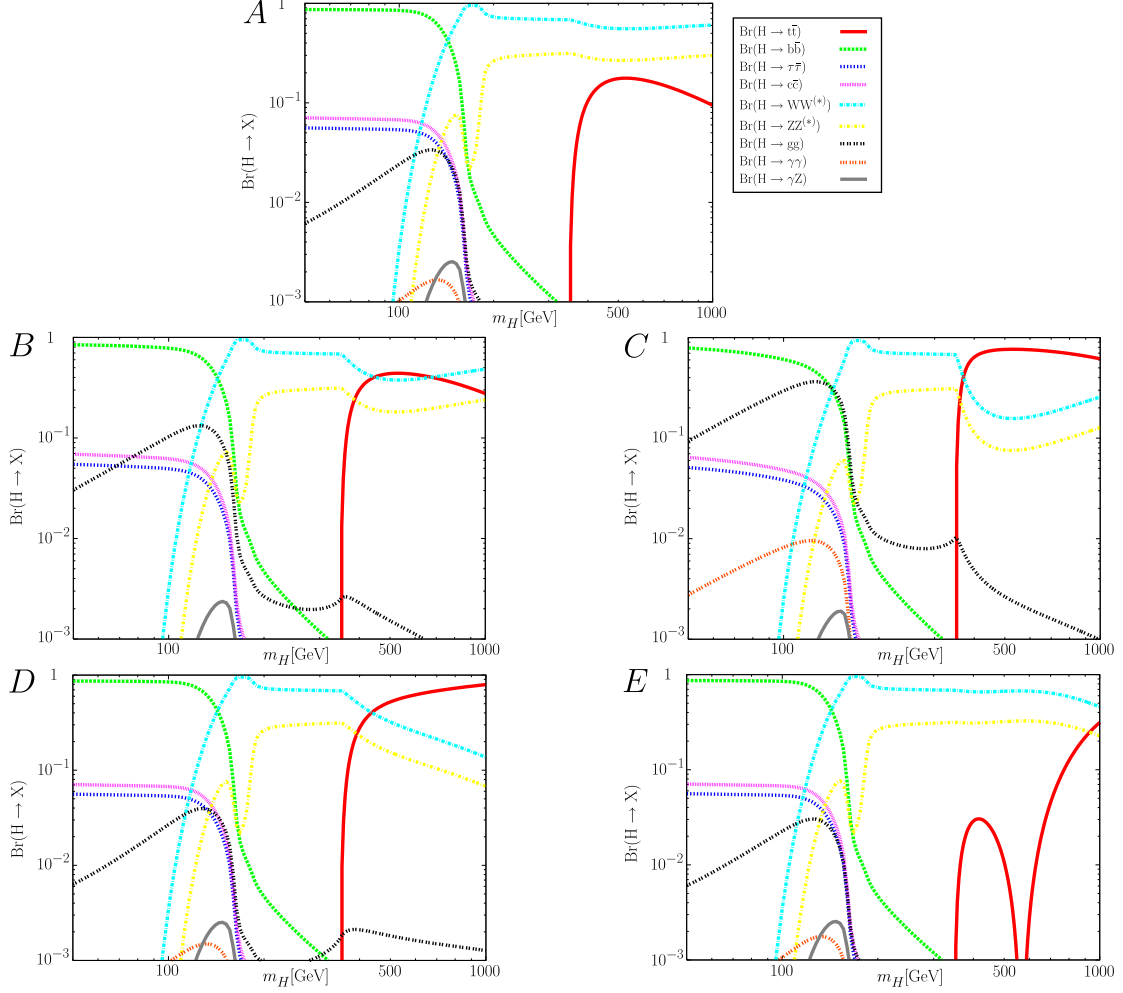 A
1
10⁻¹
10⁻²
10⁻³
Br(H → X)
100
500
1000
m_H[GeV]
Br(H → tt̄)
Br(H → bb̄)
Br(H → ττ̄)
Br(H → cc̄)
Br(H → WW⁽*⁾)
Br(H → ZZ⁽*⁾)
Br(H → gg)
Br(H → γγ)
Br(H → γZ)
B
1
10⁻¹
10⁻²
10⁻³
Br(H → X)
100
500
1000
m_H[GeV]
C
1
10⁻¹
10⁻²
10⁻³
Br(H → X)
100
500
1000
m_H[GeV]
D
1
10⁻¹
10⁻²
10⁻³
Br(H → X)
100
500
1000
m_H[GeV]
E
1
10⁻¹
10⁻²
10⁻³
Br(H → X)
100
500
1000
m_H[GeV]